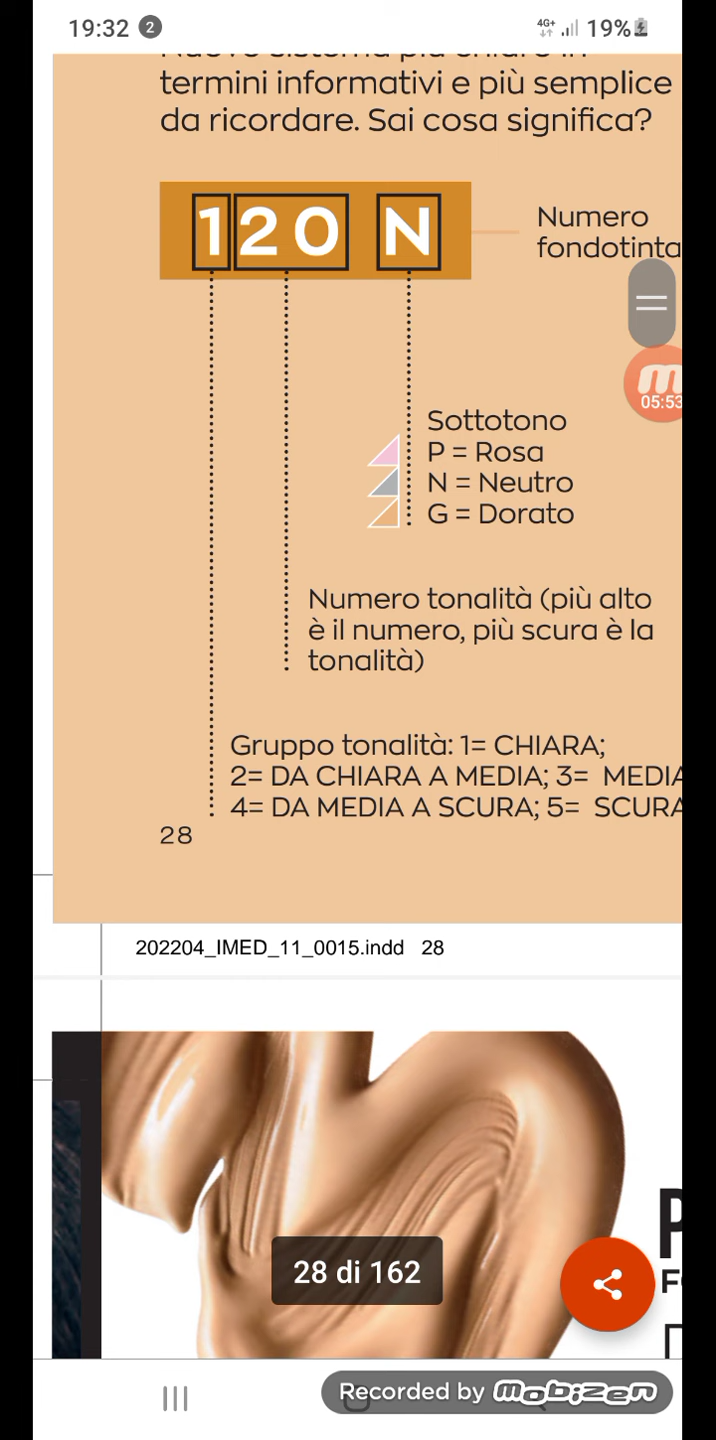 19:32 2
4G+ 19%
termini informativi e più semplice
da ricordare. Sai cosa significa?
120 N
Numero
fondotinta
05:53
Sottotono
P = Rosa
N = Neutro
G = Dorato
Numero tonalità (più alto
è il numero, più scura è la
tonalità)
Gruppo tonalità: 1= CHIARA;
2= DA CHIARA A MEDIA; 3= MEDIA
4= DA MEDIA A SCURA; 5= SCURA
28
202204_IMED_11_0015.indd 28
28 di 162
Recorded by mobizen